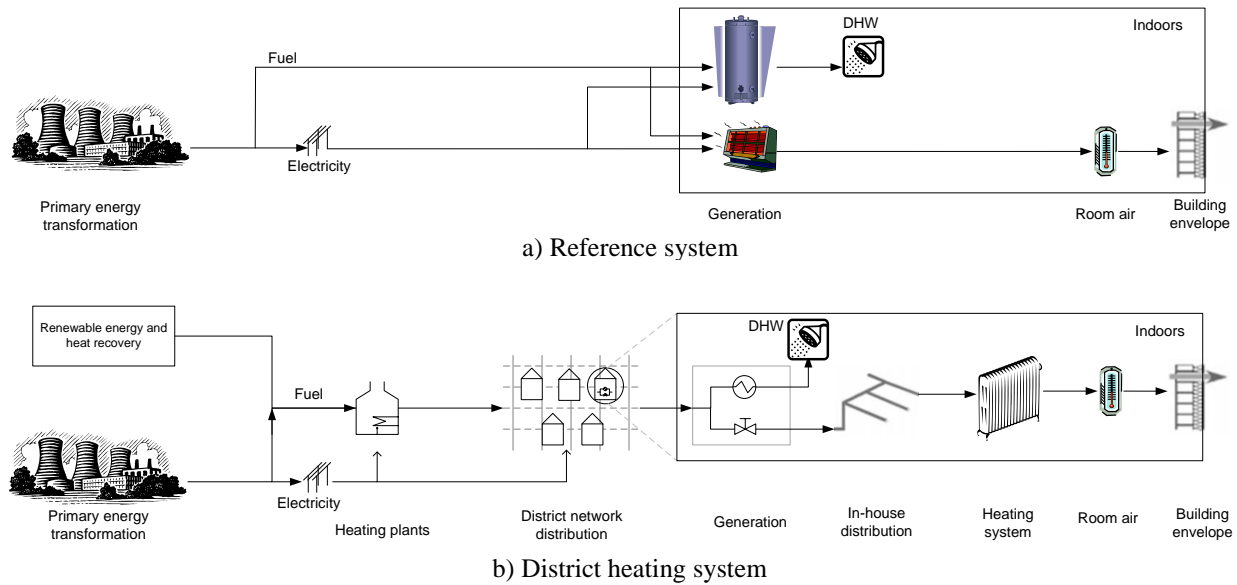 Indoors
DHW
Fuel
Electricity
Primary energy
transformation
Generation
Room air
Building
envelope
a) Reference system
Renewable energy and
heat recovery
DHW
Indoors
Fuel
Electricity
Primary energy
transformation
Heating plants
District network
distribution
Generation
In-house
distribution
Heating
system
Room air
Building
envelope
b) District heating system